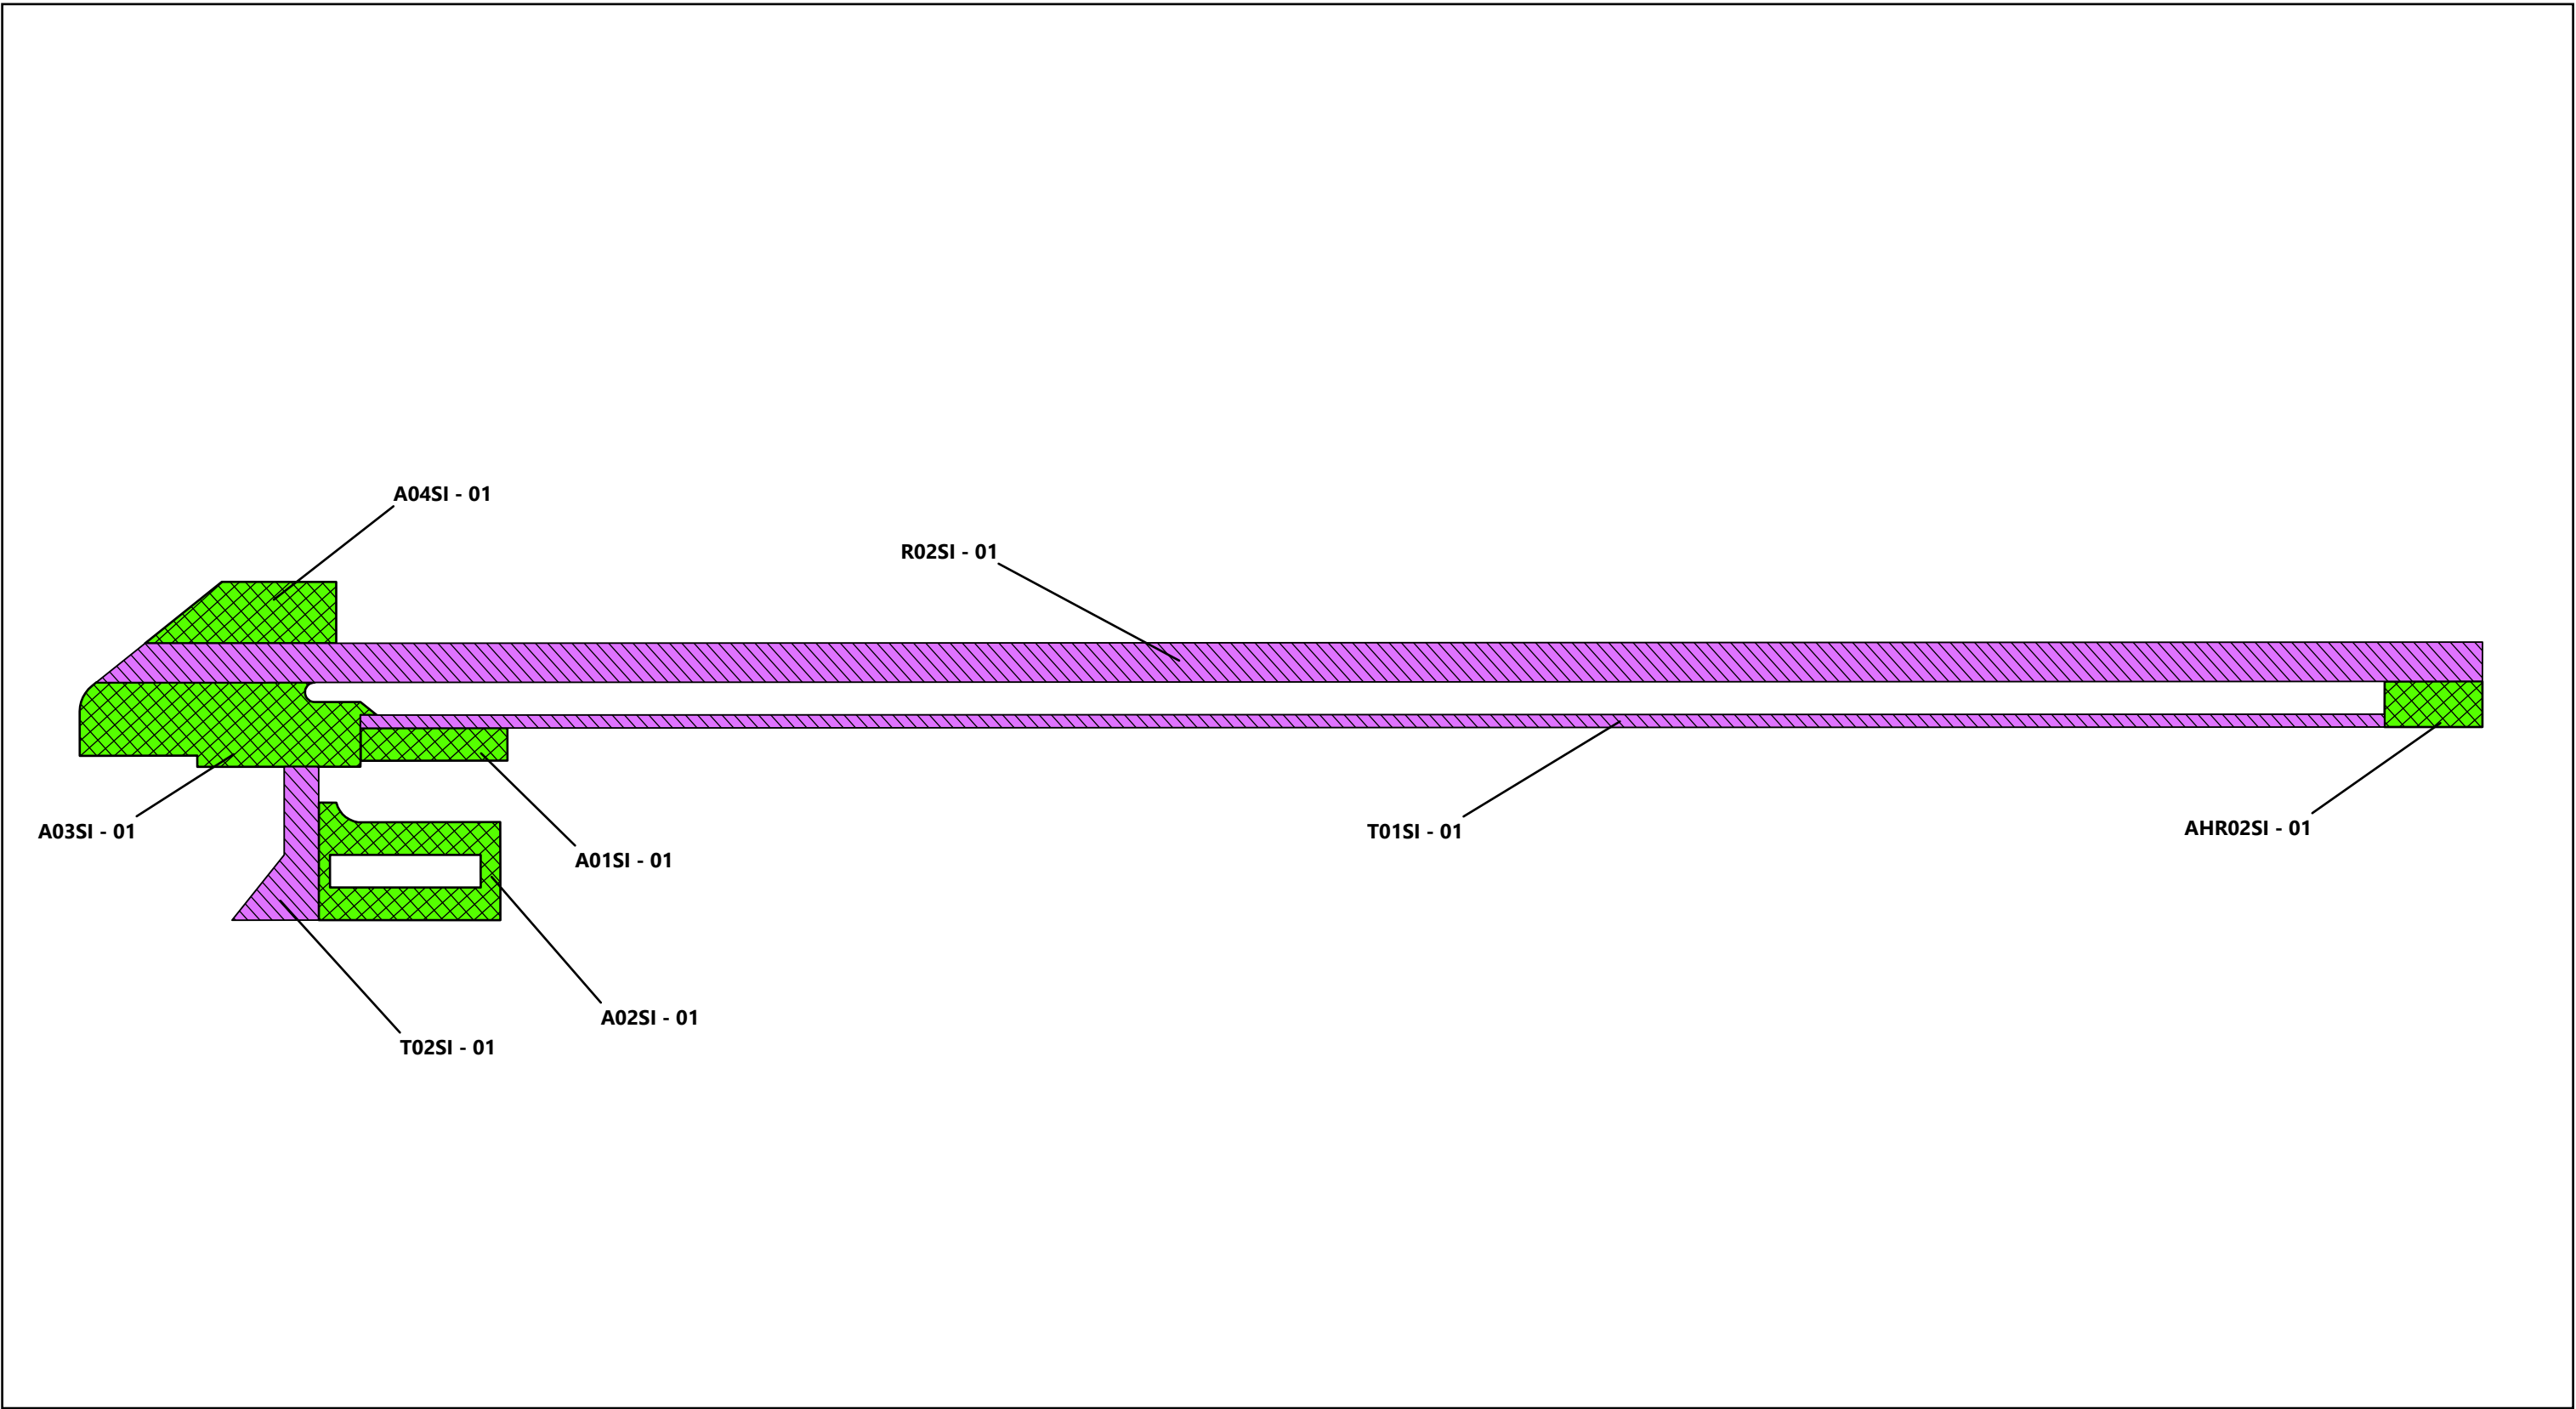 A04SI - 01
R02SI - 01
A03SI - 01
T01SI - 01
AHR02SI - 01
A01SI - 01
A02SI - 01
T02SI - 01